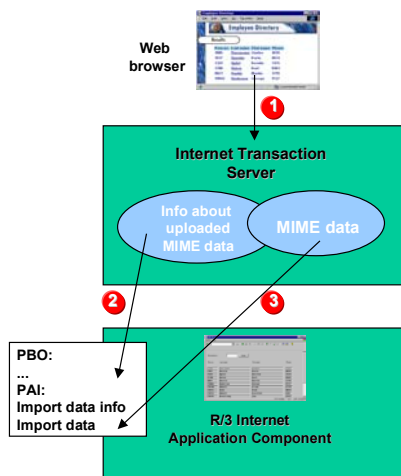 Employee Directory
Web
browser
1
Internet Transaction
Server
Info about
uploaded
MIME data
MIME data
2
3
PBO:
...
PAI:
Import data info
Import data
R/3 Internet
Application Component